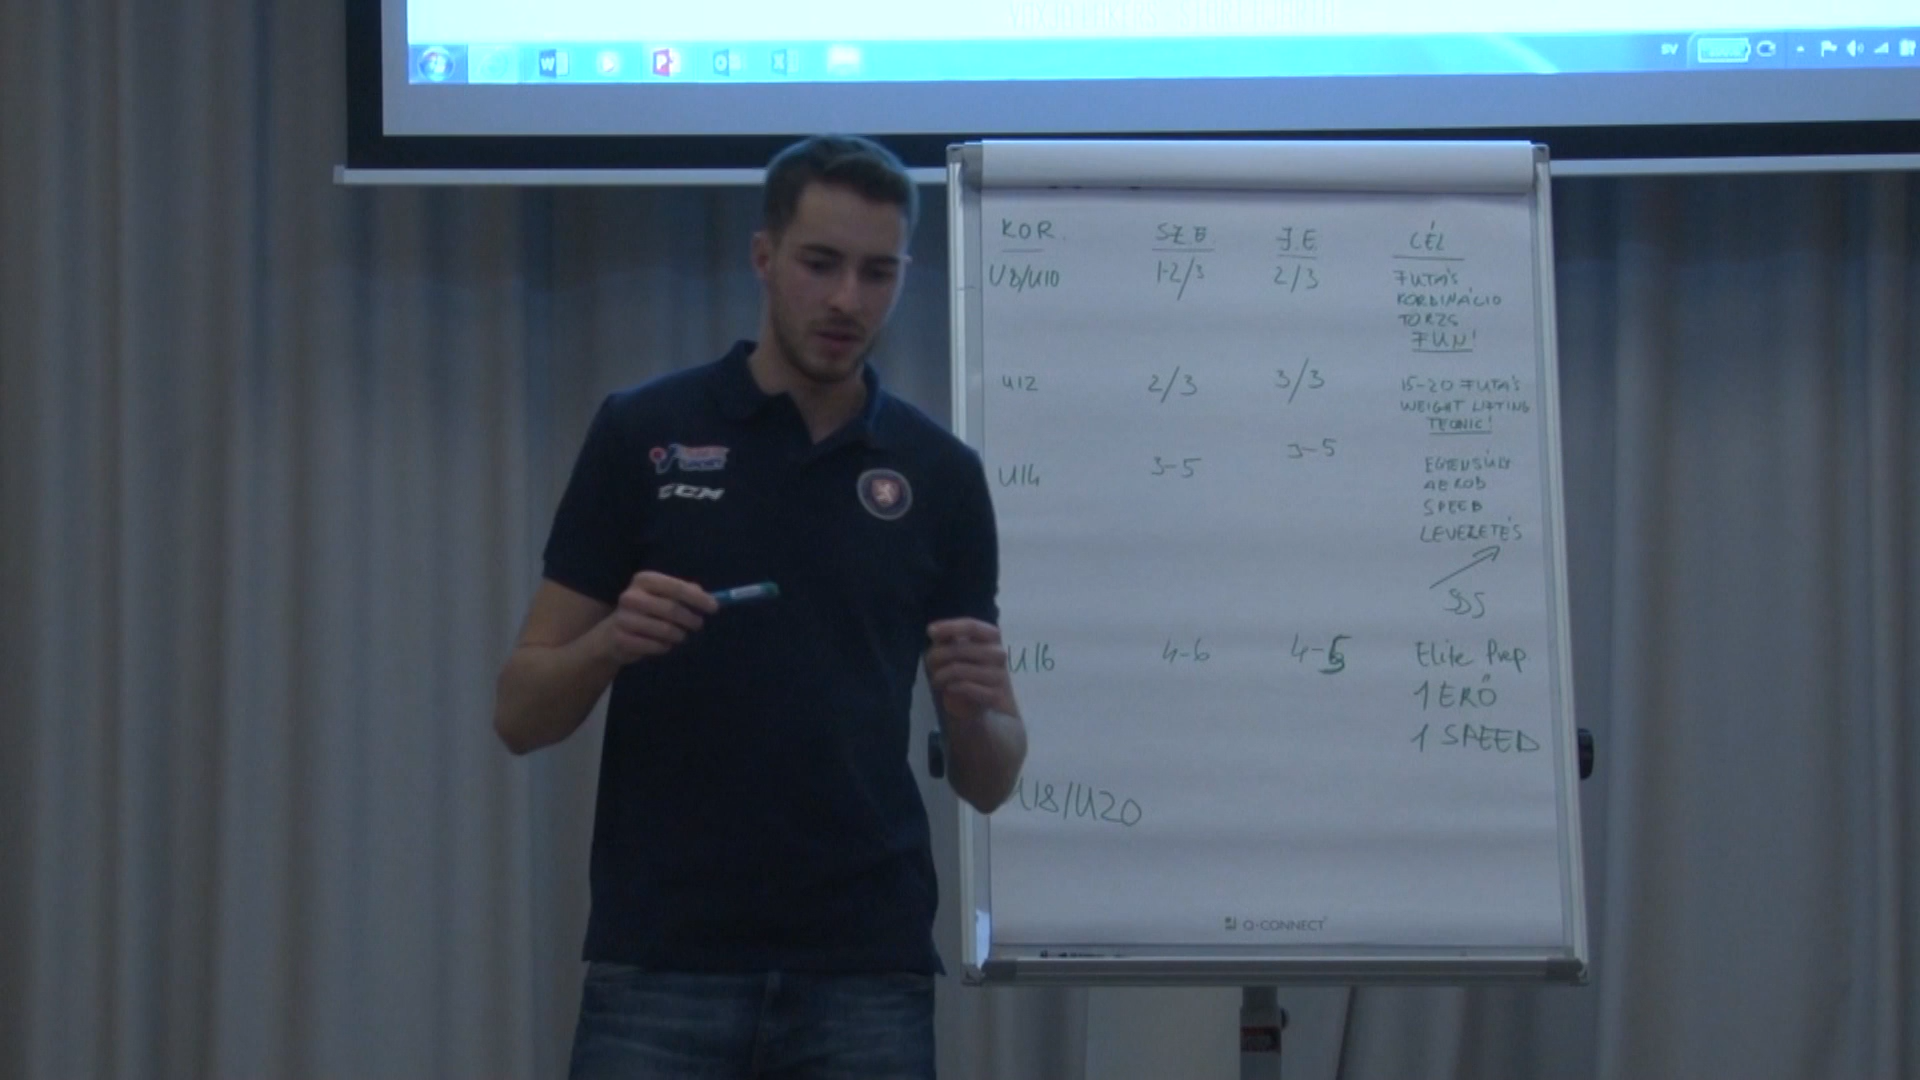 SV
KOR. SZ.E J.E CÉL
U8/U10 1-2/3 2/3 FUTÁS
KORDINÁCIÓ
TÖRZS
FUN!
U12 2/3 3/3 15-20 FUTÁS
WEIGHT LIFTING
TECNIC!
U14 3-5 3-5 EGYENSÚLY
AEROB
SPEED
LEVEZETÉS
U16 4-6 4-5 Elite Prep
1 ERŐ
1 SPEED
U18/U20
Q-CONNECT
CCM